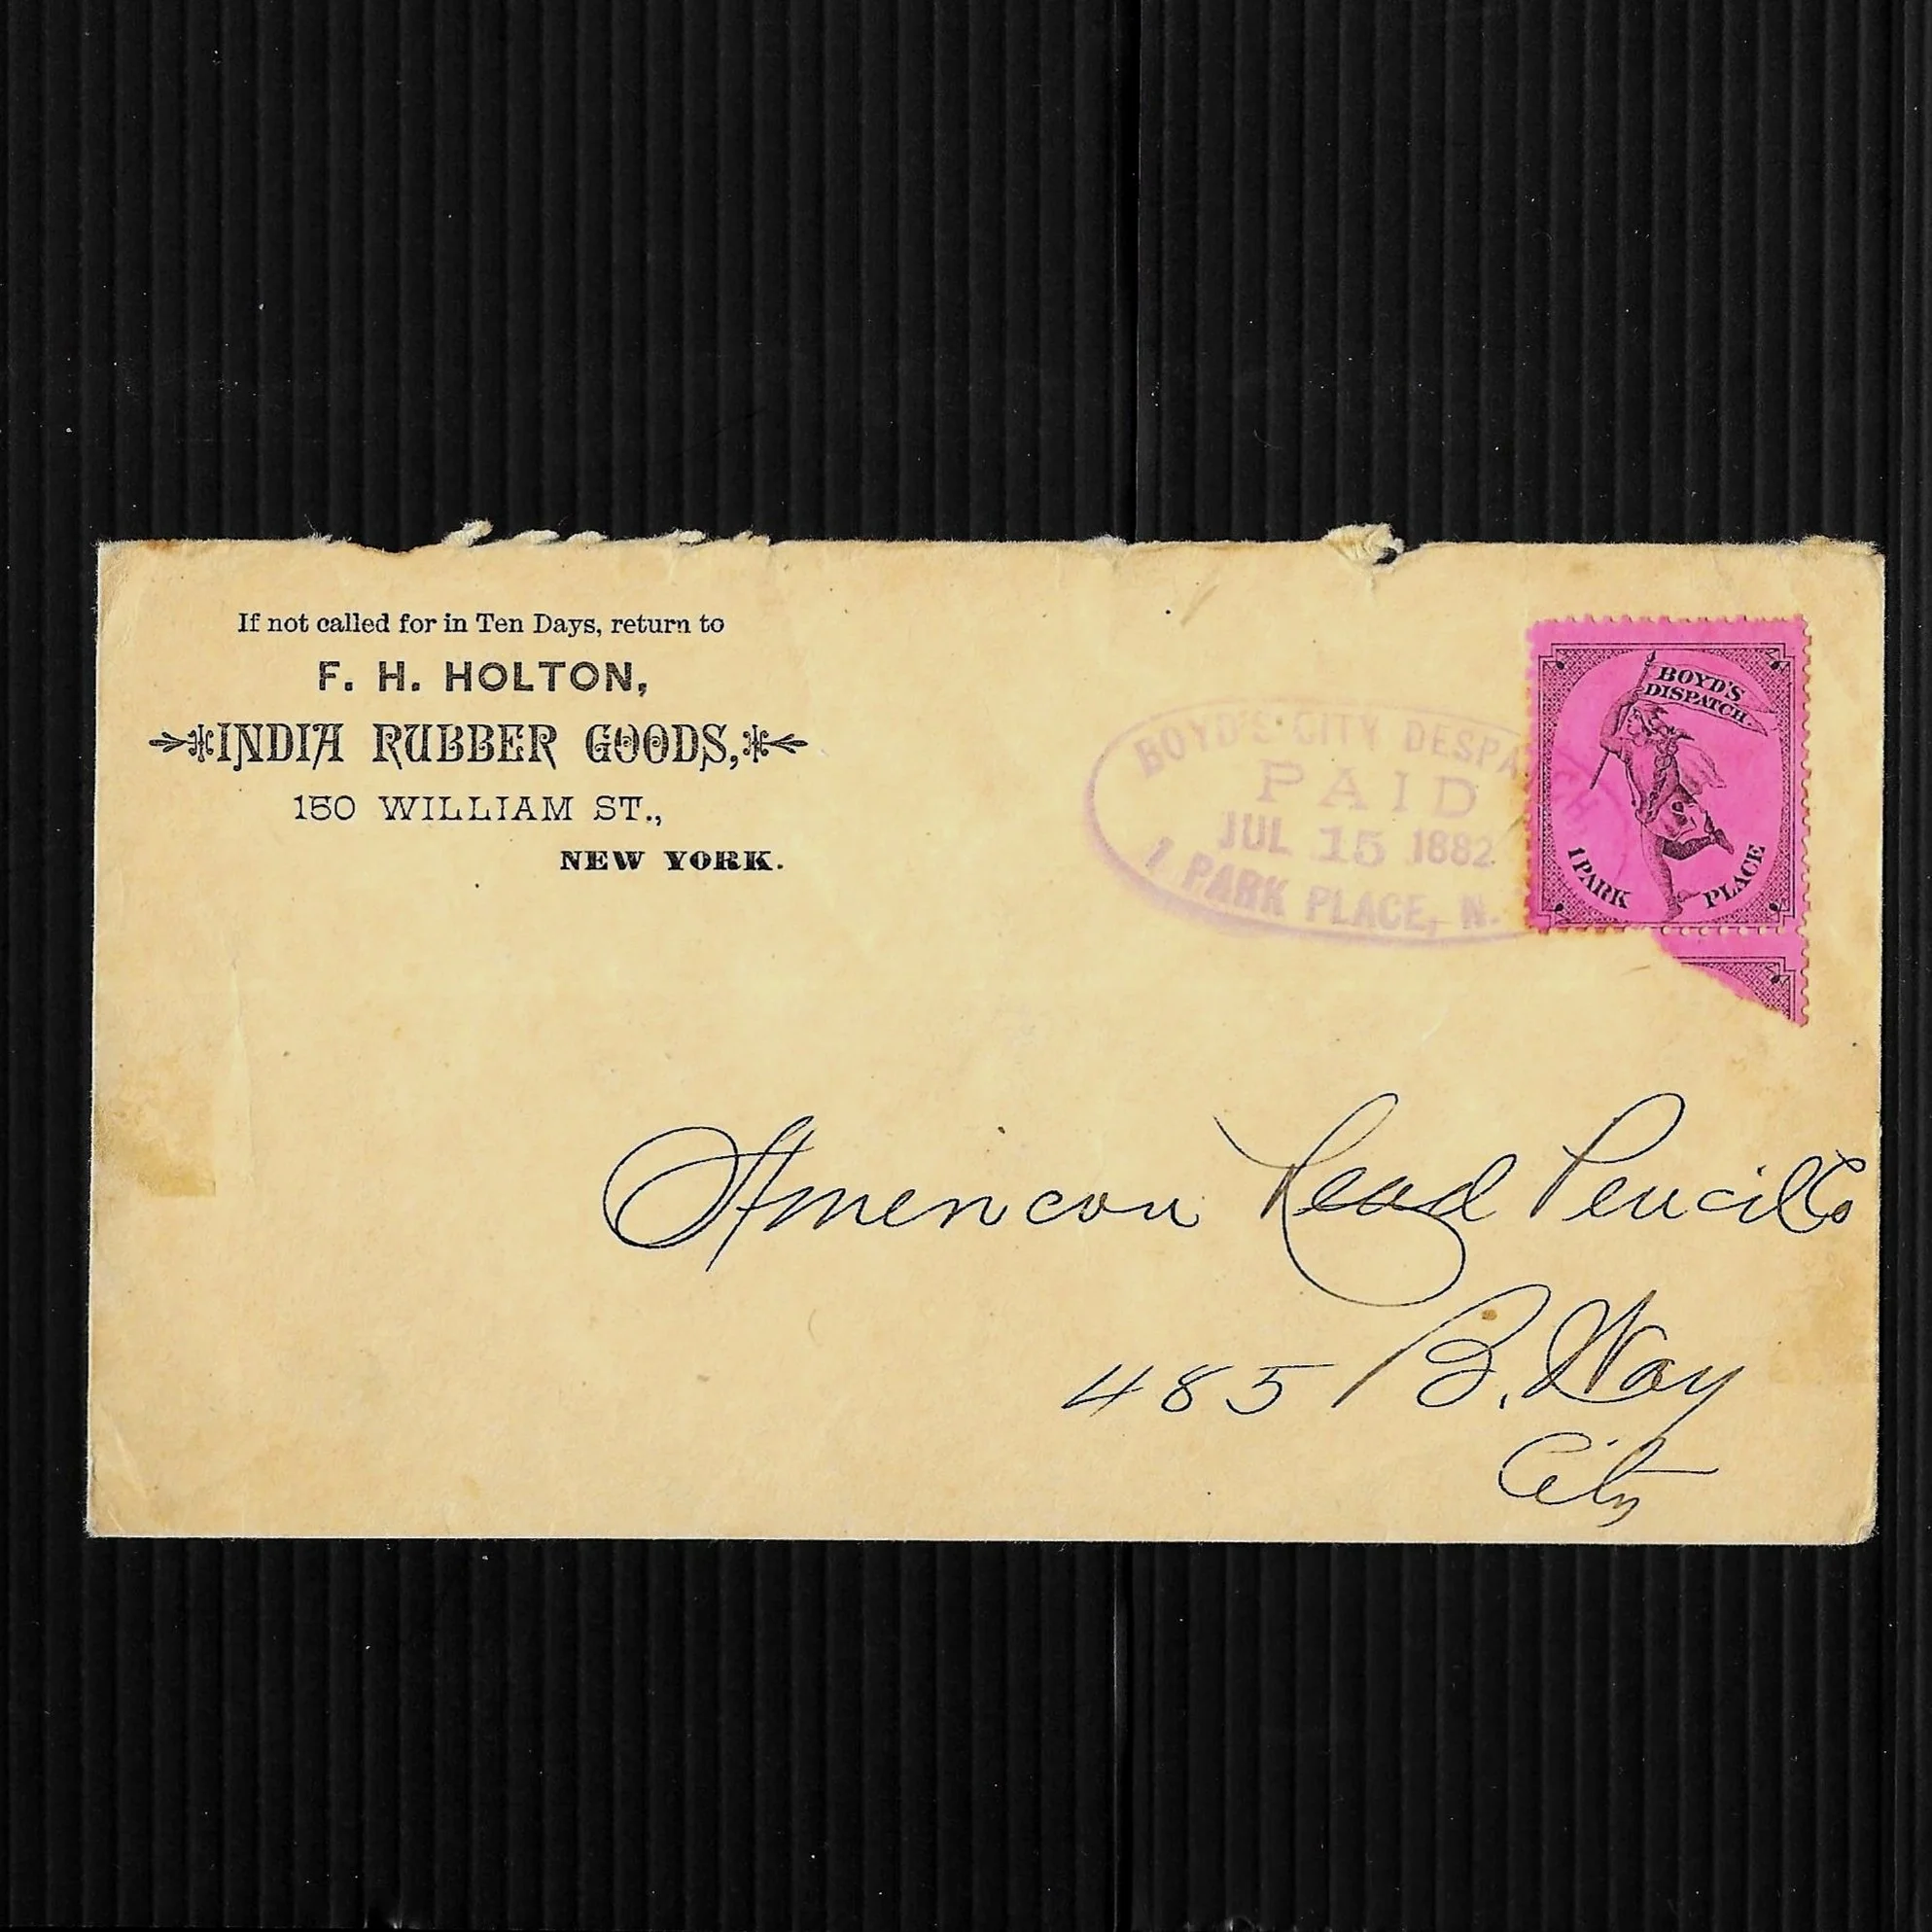 If not called for in Ten Days, return to
F. H. HOLTON,
INDIA RUBBER GOODS,
150 WILLIAM ST.,
NEW YORK.
BOYD'S CITY DESPATCH
PAID
JUL 15 1882
1 PARK PLACE, N.
BOYD'S
DISPATCH
1 PARK PLACE
American Lead Pencil Co
485 B. Way
City